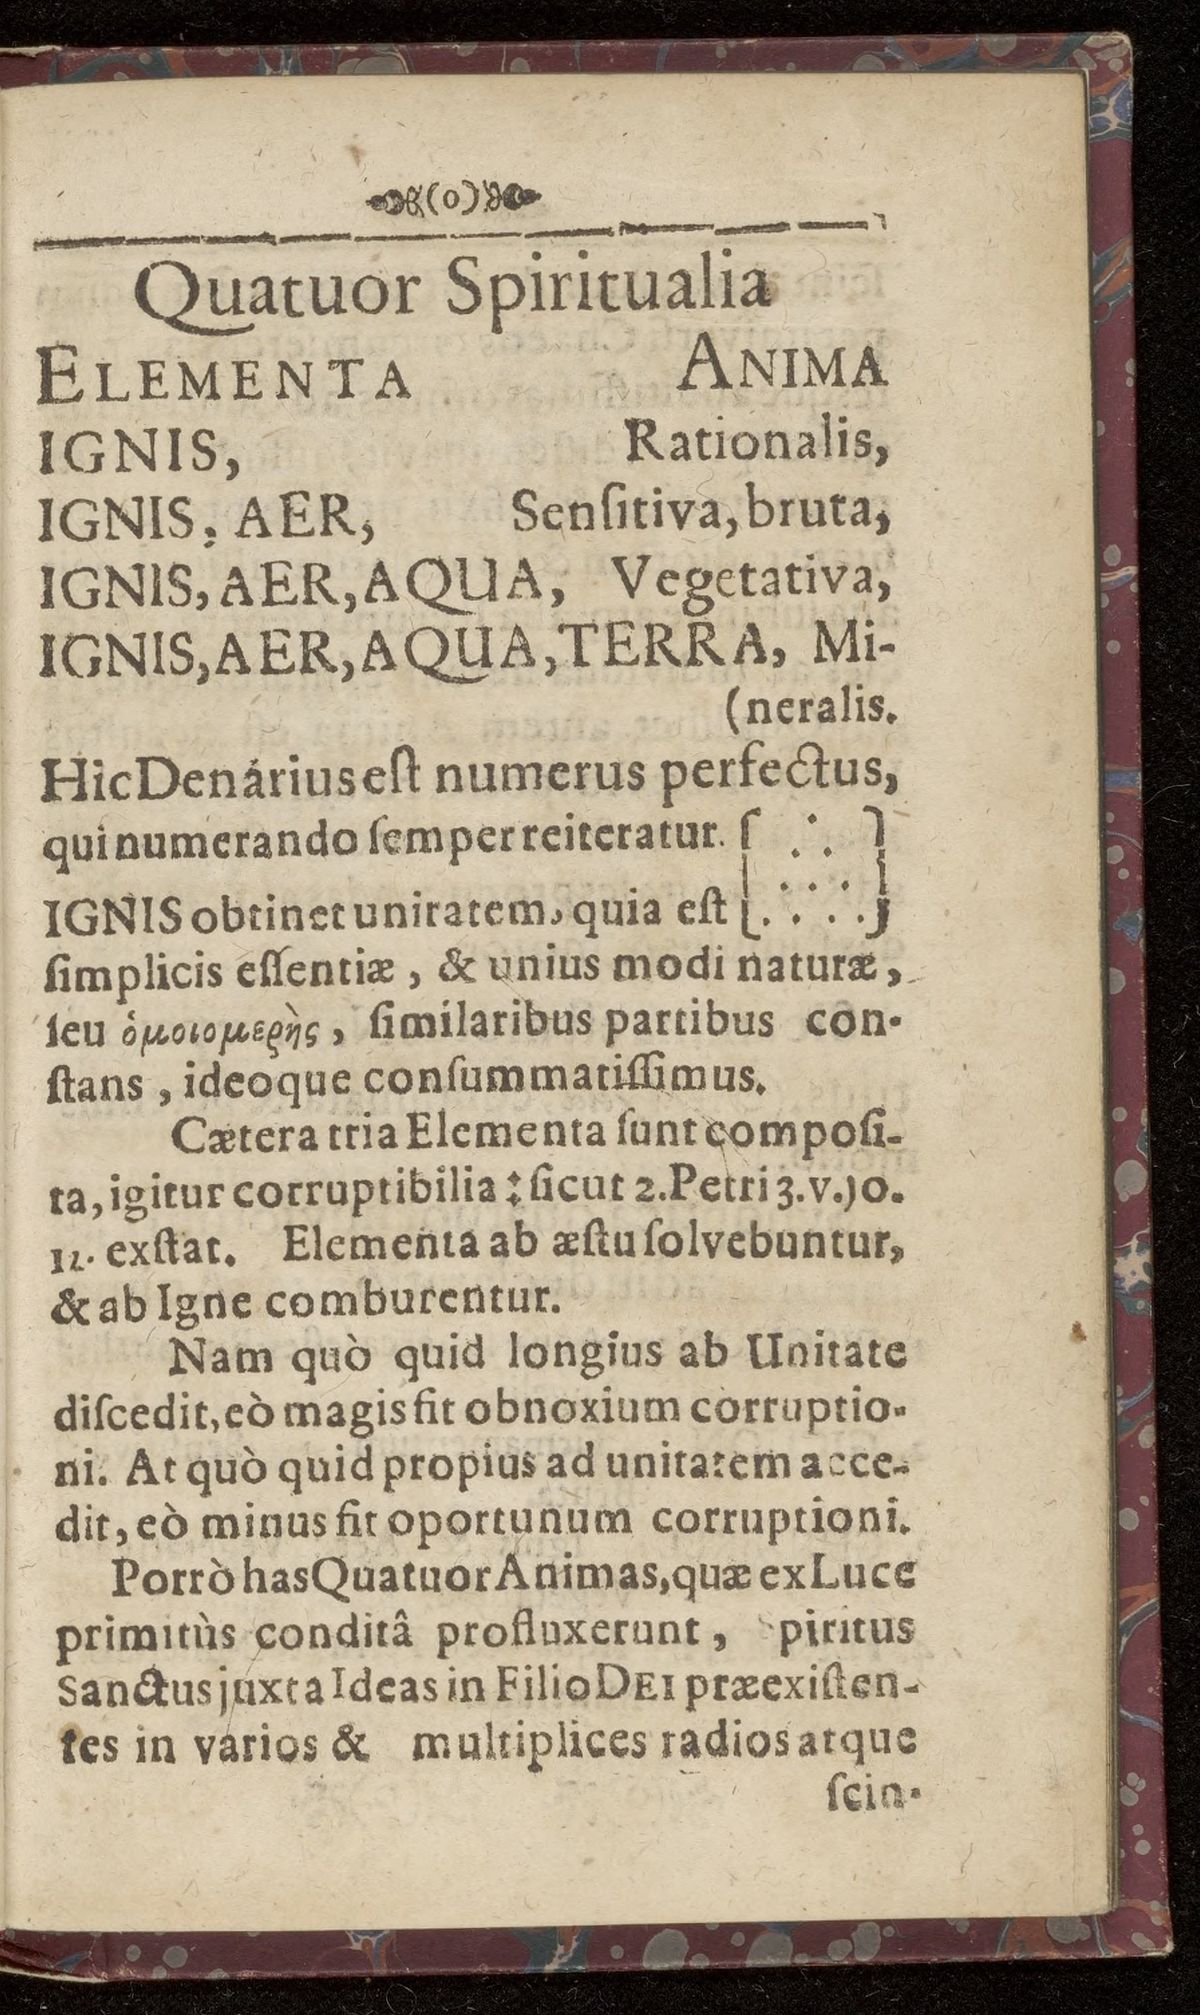 (o)
Quatuor Spiritualia
ELEMENTA ANIMA
IGNIS, Rationalis,
IGNIS, AER, Senſitiva, bruta,
IGNIS, AER, AQUA, Vegetativa,
IGNIS, AER, AQUA, TERRA, Mi-
(neralis.
Hic Denárius eſt numerus perfectus,
qui numerando ſemper reiteratur.
IGNIS obtinet unitatem, quia eſt
ſimplicis eſſentiæ, & unius modi naturæ,
ſeu ὁμοιομερὴς, ſimilaribus partibus con-
ſtans, ideoque conſummatiſſimus.
Cætera tria Elementa ſunt compoſi-
ta, igitur corruptibilia: ſicut 2. Petri 3. v. 10.
12. exſtat. Elementa ab æſtu ſolvebuntur,
& ab Igne comburentur.
Nam quò quid longius ab Unitate
diſcedit, eò magis fit obnoxium corruptio-
ni. At quò quid propius ad unitatem acce-
dit, eò minus fit oportunum corruptioni.
Porrò has Quatuor Animas, quæ ex Luce
primitùs conditâ profluxerunt, Spiritus
Sanctus juxta Ideas in Filio DEI præexiſten-
tes in varios & multiplices radios atque
ſcin-